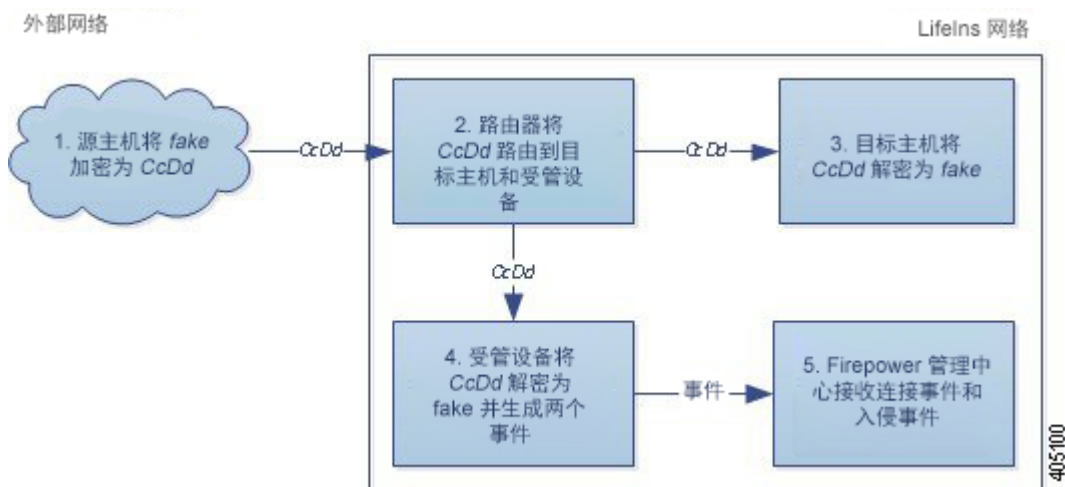 外部网络
LifeIns 网络
1. 源主机将 fake
加密为 CcDd
CcDd
2. 路由器将
CcDd 路由到目
标主机和受管设
备
CcDd
3. 目标主机将
CcDd 解密为 fake
CcDd
4. 受管设备将
CcDd 解密为
fake 并生成两个
事件
事件
5. Firepower 管理中
心接收连接事件和
入侵事件
405100